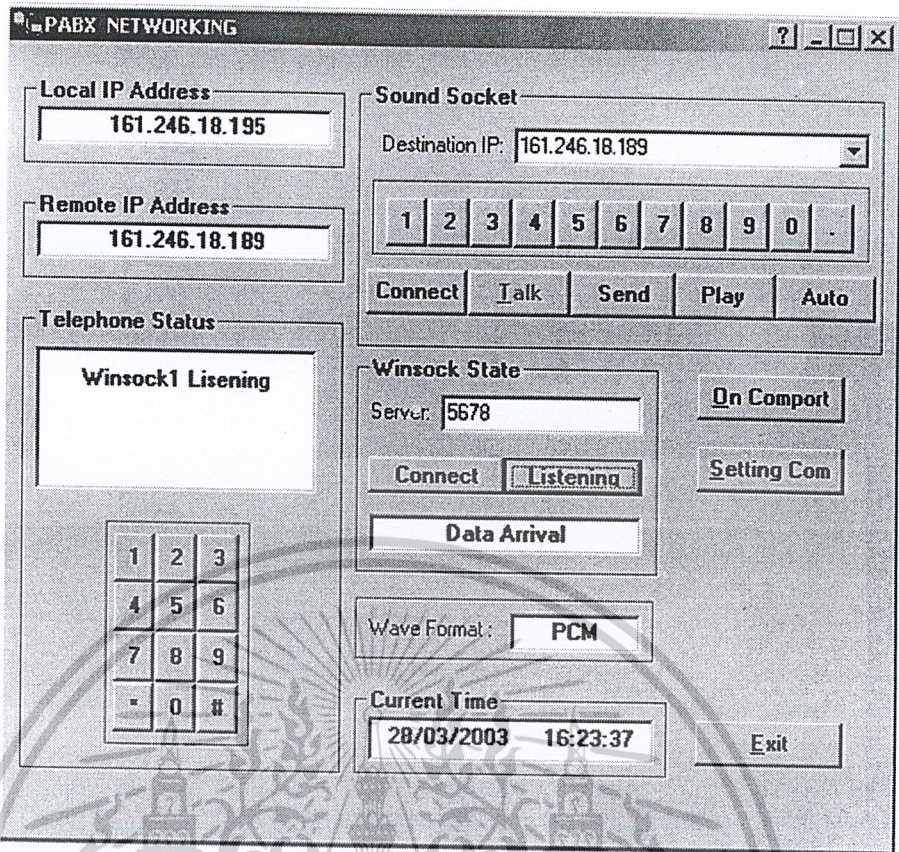 PABX NETWORKING
Local IP Address
161.246.18.195
Remote IP Address
161.246.18.189
Telephone Status
Winsock1 Lisening
1 2 3
4 5 6
7 8 9
* 0 #
Sound Socket
Destination IP: 161.246.18.189
1 2 3 4 5 6 7 8 9 0 .
Connect Talk Send Play Auto
Winsock State
Server: 5678
Connect Listening
Data Arrival
On Comport
Setting Com
Wave Format : PCM
Current Time
28/03/2003 16:23:37
Exit